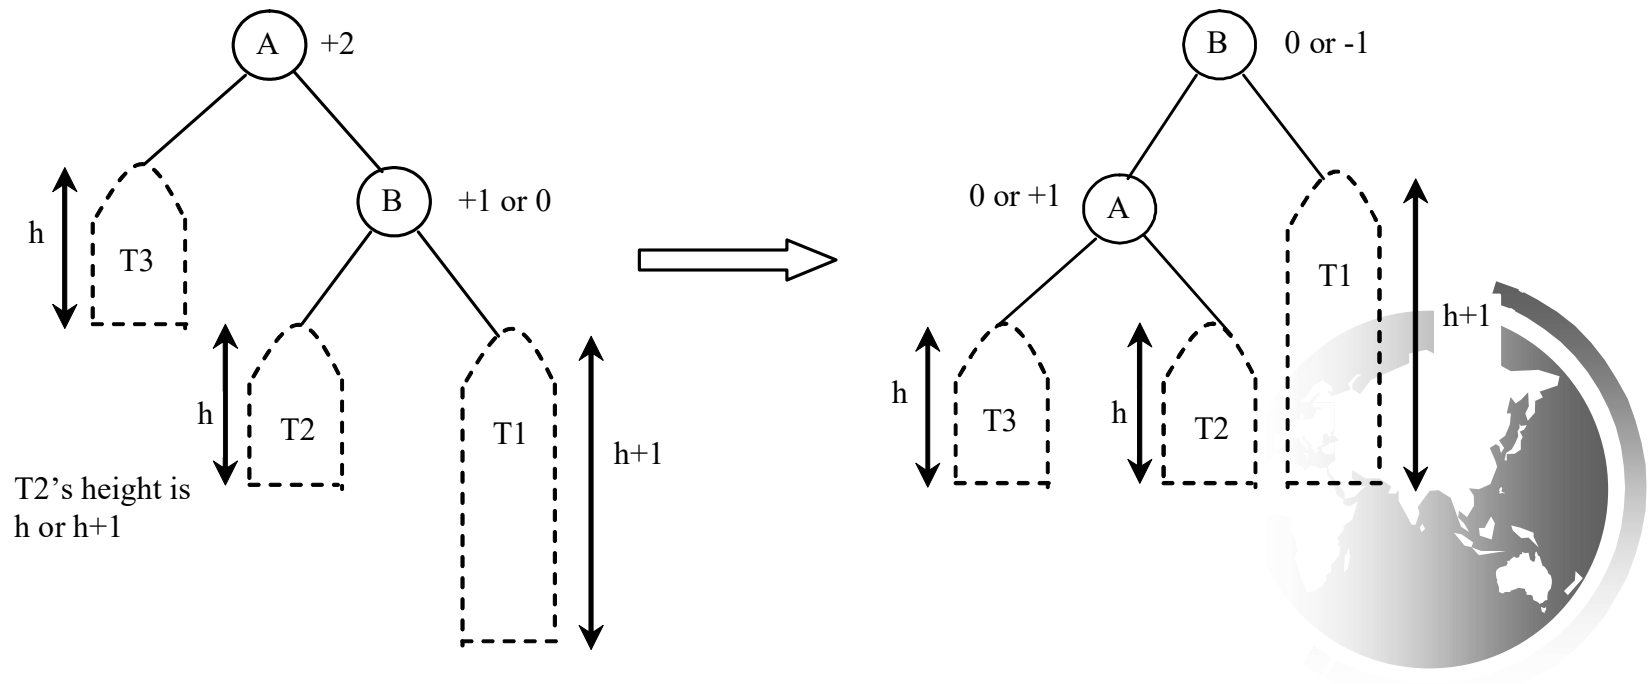 A +2
B +1 or 0
h
T3
h
T2
T1
h+1
T2’s height is
h or h+1
B 0 or -1
0 or +1 A
T1
h+1
h
T3
h
T2